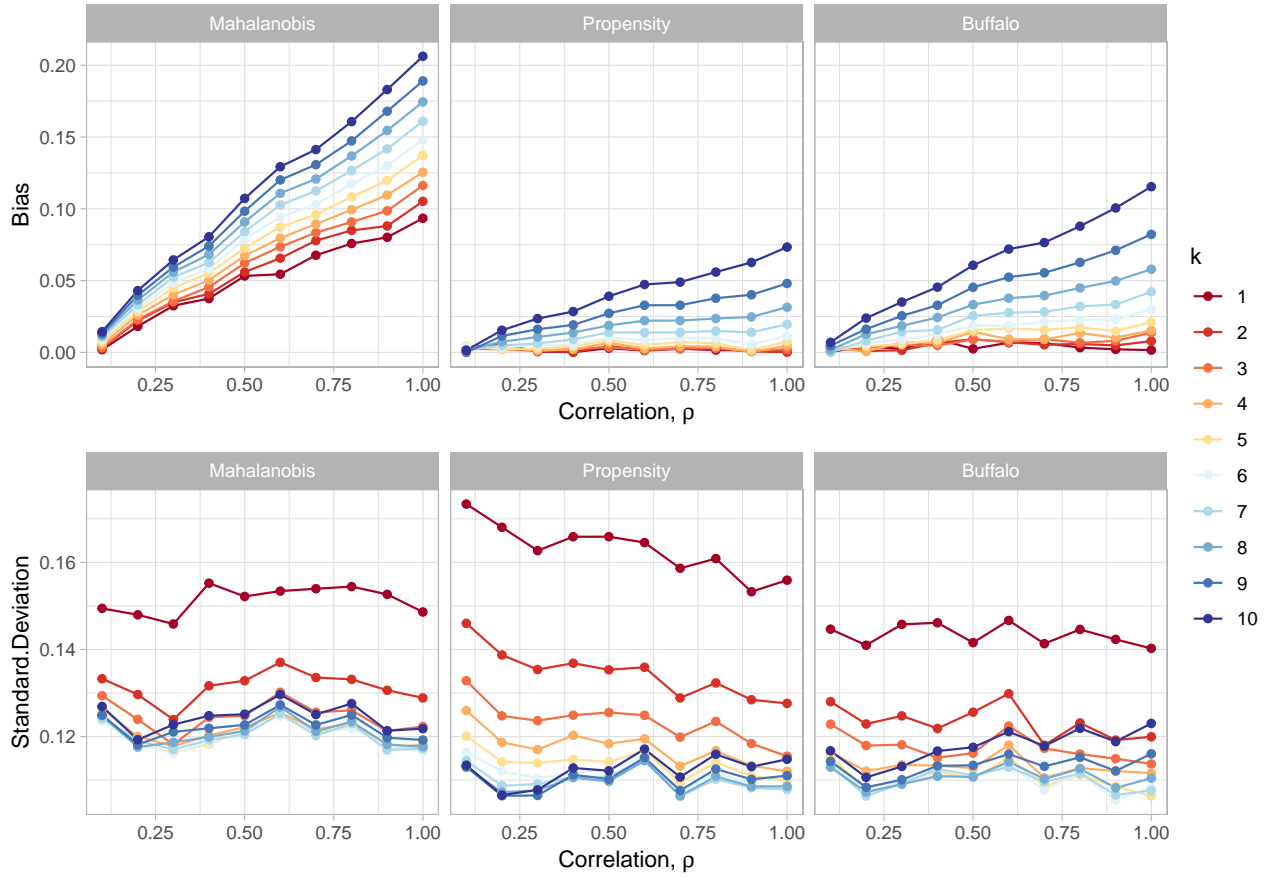 Mahalanobis Propensity Buffalo
0.20
0.15
0.10
0.05
0.00
Bias
0.25 0.50 0.75 1.00 0.25 0.50 0.75 1.00 0.25 0.50 0.75 1.00
Correlation, ρ
Mahalanobis Propensity Buffalo
0.16
0.14
0.12
Standard.Deviation
0.25 0.50 0.75 1.00 0.25 0.50 0.75 1.00 0.25 0.50 0.75 1.00
Correlation, ρ
k
1
2
3
4
5
6
7
8
9
10